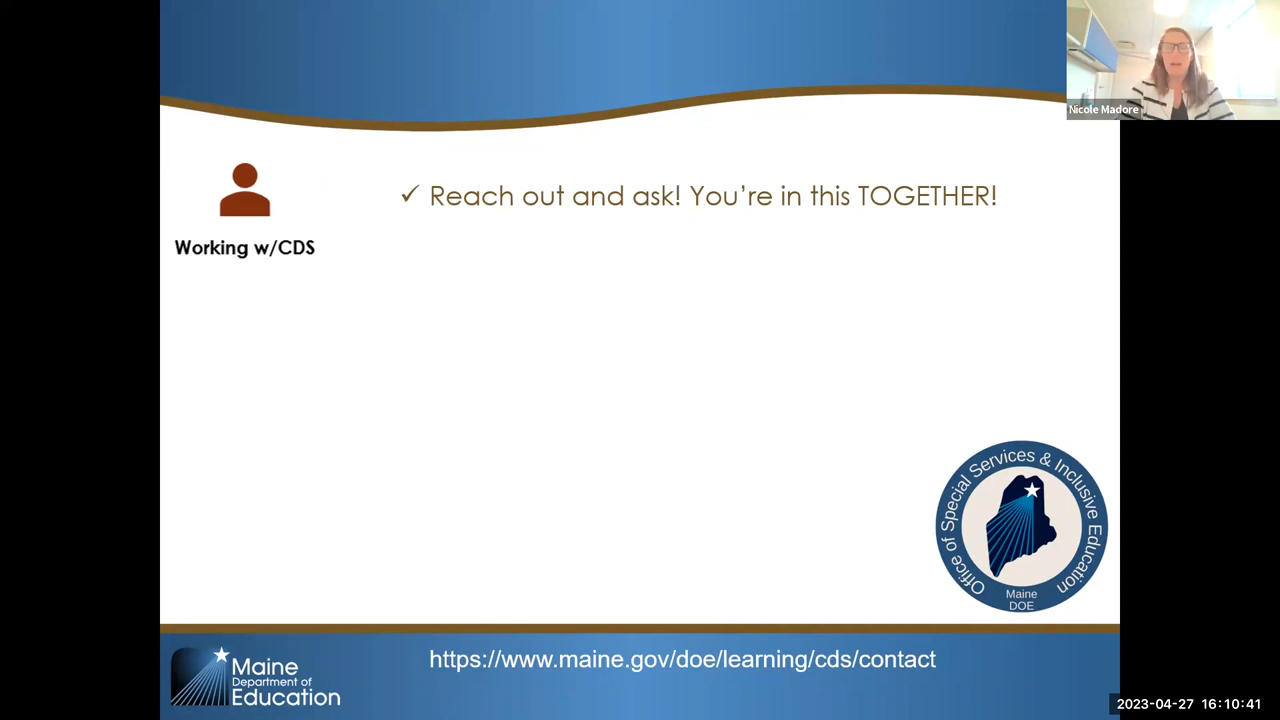 Nicole Madore
✓ Reach out and ask! You’re in this TOGETHER!
Working w/CDS
Office of Special Services & Inclusive Education
Maine
DOE
Maine
Department of
Education
https://www.maine.gov/doe/learning/cds/contact
2023-04-27 16:10:41